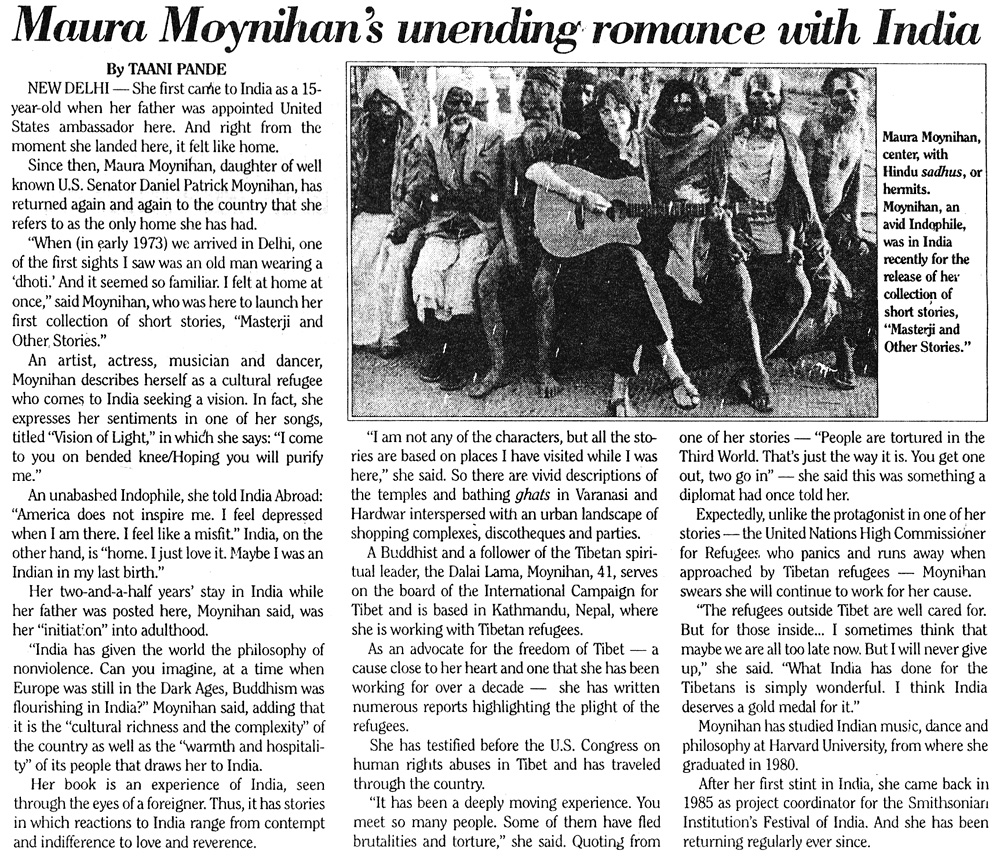 Maura Moynihan's unending romance with India
By TAANI PANDE
NEW DELHI — She first came to India as a 15-
year-old when her father was appointed United
States ambassador here. And right from the
moment she landed here, it felt like home.
Since then, Maura Moynihan, daughter of well
known U.S. Senator Daniel Patrick Moynihan, has
returned again and again to the country that she
refers to as the only home she has had.
"When (in early 1973) we arrived in Delhi, one
of the first sights I saw was an old man wearing a
'dhoti.' And it seemed so familiar. I felt at home at
once," said Moynihan, who was here to launch her
first collection of short stories, "Masterji and
Other Stories."
An artist, actress, musician and dancer,
Moynihan describes herself as a cultural refugee
who comes to India seeking a vision. In fact, she
expresses her sentiments in one of her songs,
titled "Vision of Light," in which she says: "I come
to you on bended knee/Hoping you will purify
me."
An unabashed Indophile, she told India Abroad:
"America does not inspire me. I feel depressed
when I am there. I feel like a misfit." India, on the
other hand, is "home. I just love it. Maybe I was an
Indian in my last birth."
Her two-and-a-half years' stay in India while
her father was posted here, Moynihan said, was
her "initiation" into adulthood.
"India has given the world the philosophy of
nonviolence. Can you imagine, at a time when
Europe was still in the Dark Ages, Buddhism was
flourishing in India?" Moynihan said, adding that
it is the "cultural richness and the complexity" of
the country as well as the "warmth and hospitali-
ty" of its people that draws her to India.
Her book is an experience of India, seen
through the eyes of a foreigner. Thus, it has stories
in which reactions to India range from contempt
and indifference to love and reverence.
Maura Moynihan,
center, with
Hindu sadhus, or
hermits.
Moynihan, an
avid Indophile,
was in India
recently for the
release of her
collection of
short stories,
"Masterji and
Other Stories."
"I am not any of the characters, but all the sto-
ries are based on places I have visited while I was
here," she said. So there are vivid descriptions of
the temples and bathing ghats in Varanasi and
Hardwar interspersed with an urban landscape of
shopping complexes, discotheques and parties.
A Buddhist and a follower of the Tibetan spiri-
tual leader, the Dalai Lama, Moynihan, 41, serves
on the board of the International Campaign for
Tibet and is based in Kathmandu, Nepal, where
she is working with Tibetan refugees.
As an advocate for the freedom of Tibet — a
cause close to her heart and one that she has been
working for over a decade — she has written
numerous reports highlighting the plight of the
refugees.
She has testified before the U.S. Congress on
human rights abuses in Tibet and has traveled
through the country.
"It has been a deeply moving experience. You
meet so many people. Some of them have fled
brutalities and torture," she said. Quoting from
one of her stories — "People are tortured in the
Third World. That's just the way it is. You get one
out, two go in" — she said this was something a
diplomat had once told her.
Expectedly, unlike the protagonist in one of her
stories — the United Nations High Commissioner
for Refugees who panics and runs away when
approached by Tibetan refugees — Moynihan
swears she will continue to work for her cause.
"The refugees outside Tibet are well cared for.
But for those inside... I sometimes think that
maybe we are all too late now. But I will never give
up," she said. "What India has done for the
Tibetans is simply wonderful. I think India
deserves a gold medal for it."
Moynihan has studied Indian music, dance and
philosophy at Harvard University, from where she
graduated in 1980.
After her first stint in India, she came back in
1985 as project coordinator for the Smithsonian
Institution's Festival of India. And she has been
returning regularly ever since.